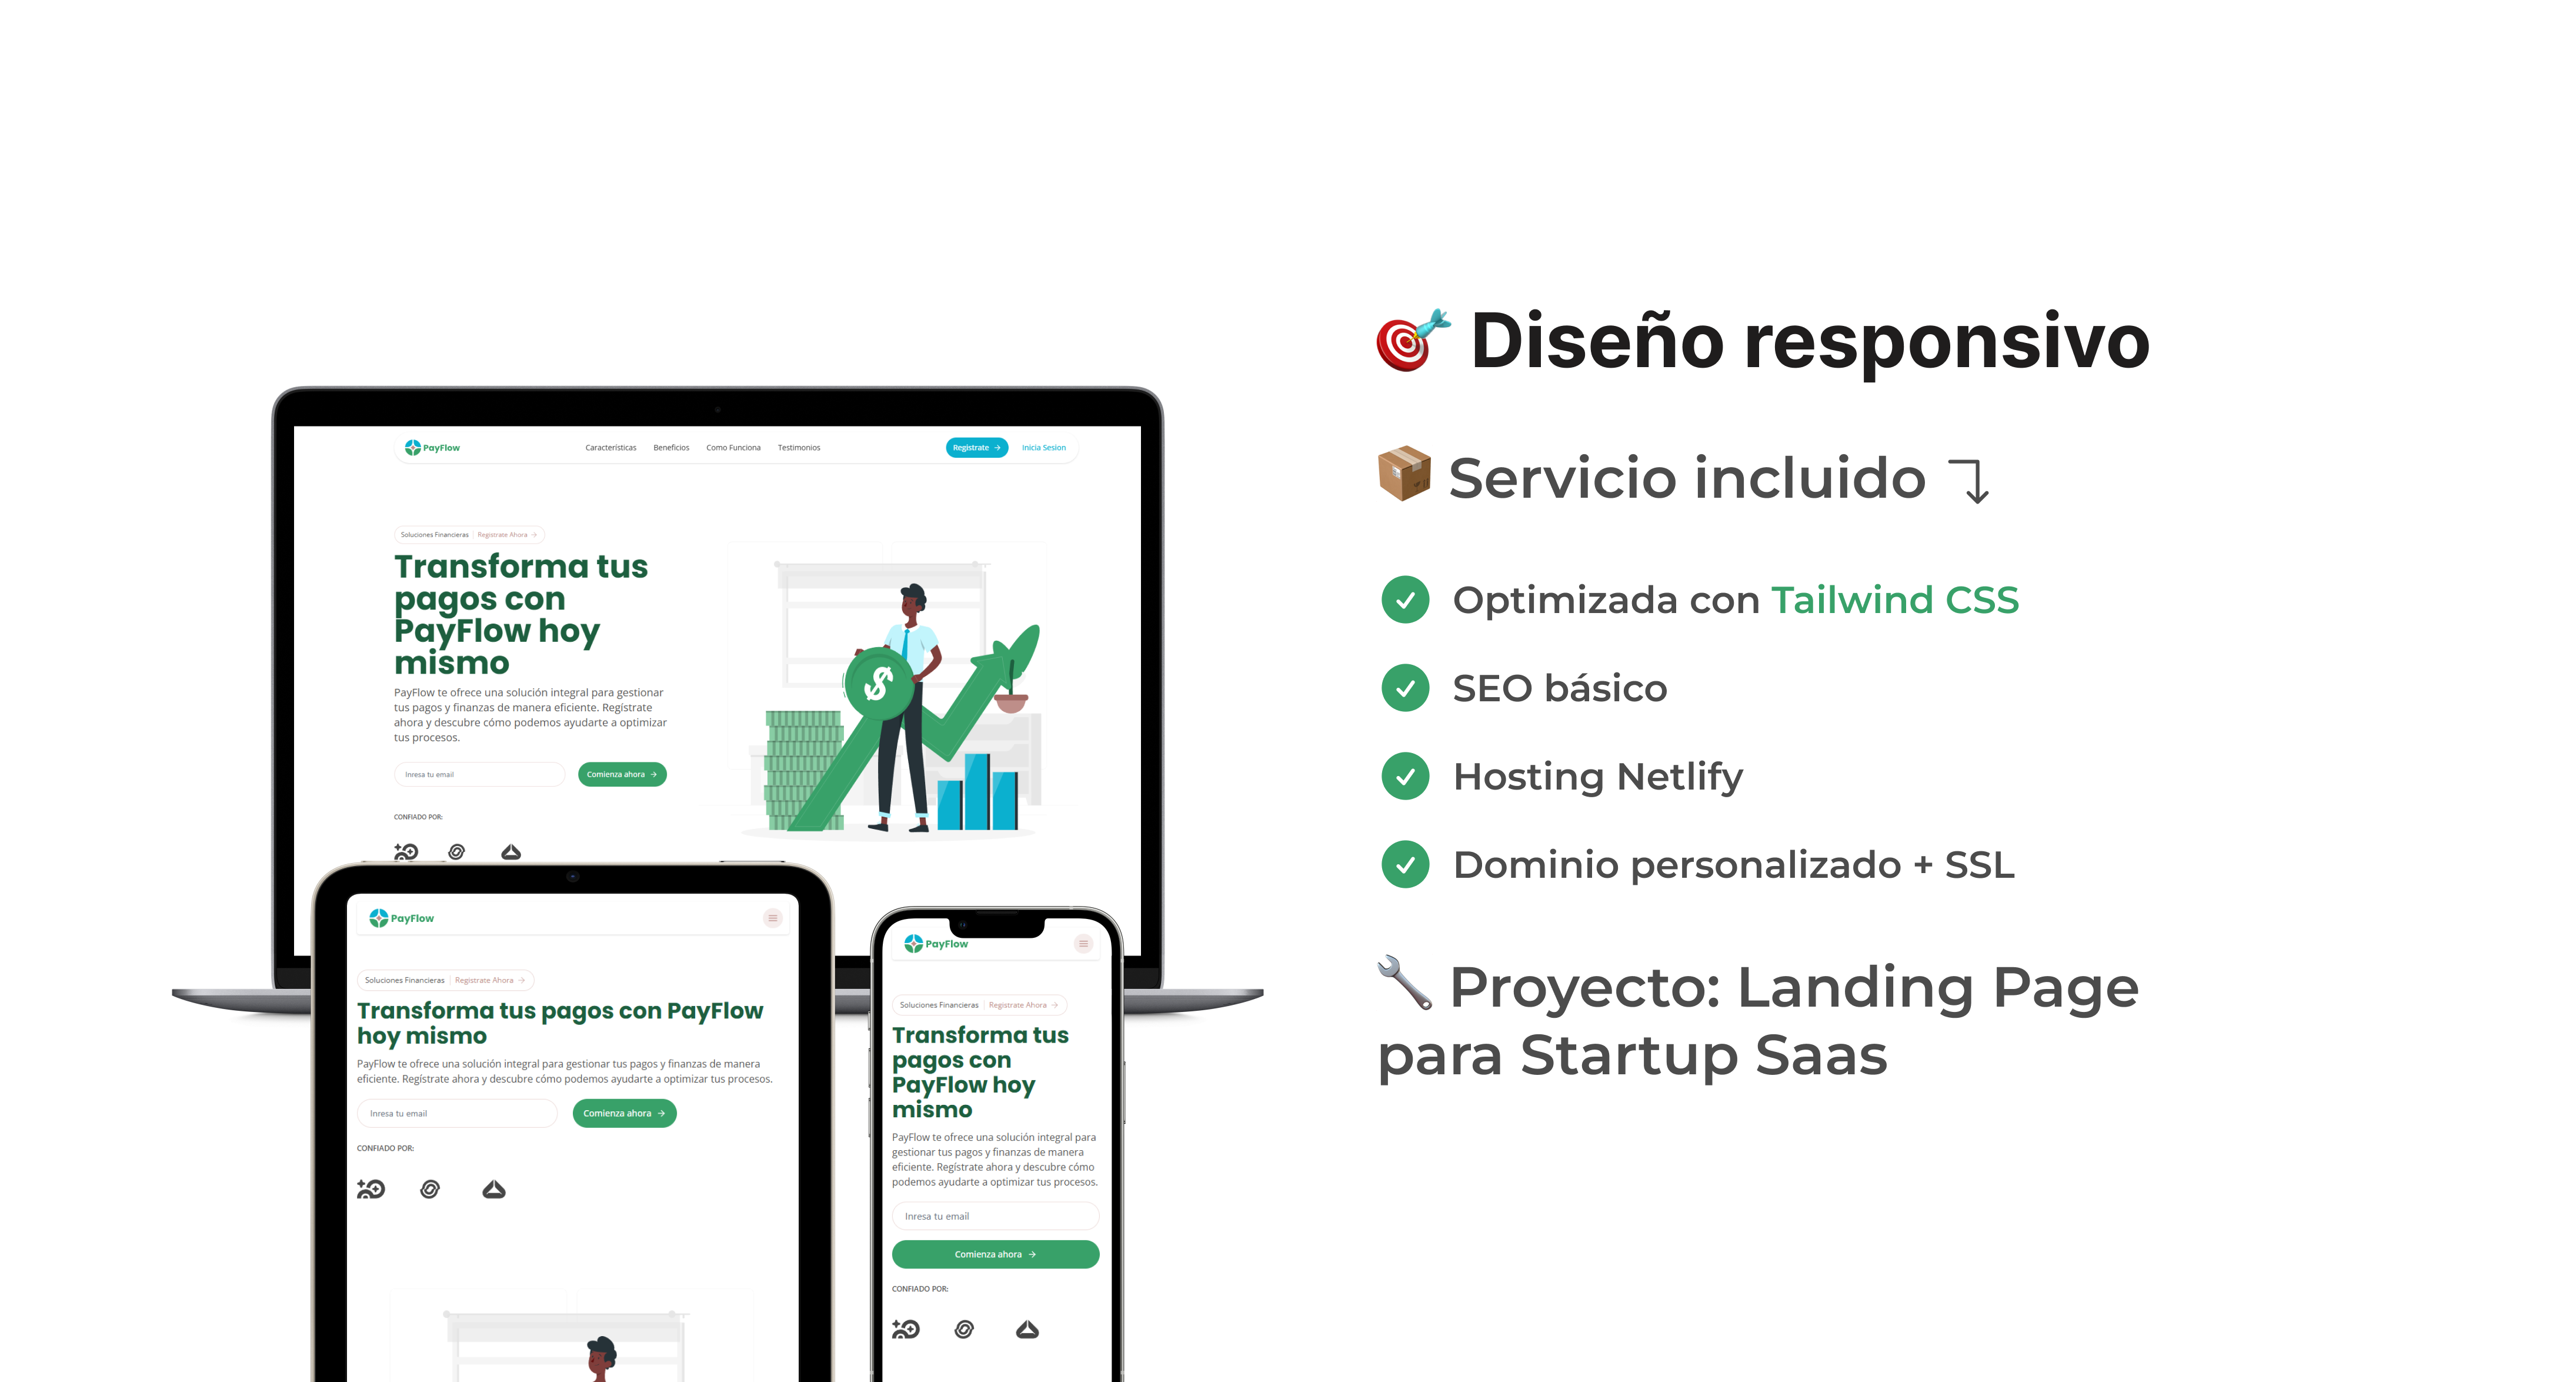 🎯 Diseño responsivo
📦 Servicio incluido
Optimizada con Tailwind CSS
SEO básico
Hosting Netlify
Dominio personalizado + SSL
🔧 Proyecto: Landing Page
para Startup Saas
PayFlow
Características Beneficios Como Funciona Testimonios
Registrate → Inicia Sesion
Soluciones Financieras | Registrate Ahora →
Transforma tus
pagos con
PayFlow hoy
mismo
PayFlow te ofrece una solución integral para gestionar
tus pagos y finanzas de manera eficiente. Regístrate
ahora y descubre cómo podemos ayudarte a optimizar
tus procesos.
Inresa tu email
Comienza ahora →
CONFIADO POR:
$
PayFlow
Soluciones Financieras | Registrate Ahora →
Transforma tus pagos con PayFlow
hoy mismo
PayFlow te ofrece una solución integral para gestionar tus pagos y finanzas de manera
eficiente. Regístrate ahora y descubre cómo podemos ayudarte a optimizar tus procesos.
Inresa tu email
Comienza ahora →
CONFIADO POR:
PayFlow
Soluciones Financieras | Registrate Ahora →
Transforma tus
pagos con
PayFlow hoy
mismo
PayFlow te ofrece una solución integral para
gestionar tus pagos y finanzas de manera
eficiente. Regístrate ahora y descubre cómo
podemos ayudarte a optimizar tus procesos.
Inresa tu email
Comienza ahora →
CONFIADO POR: